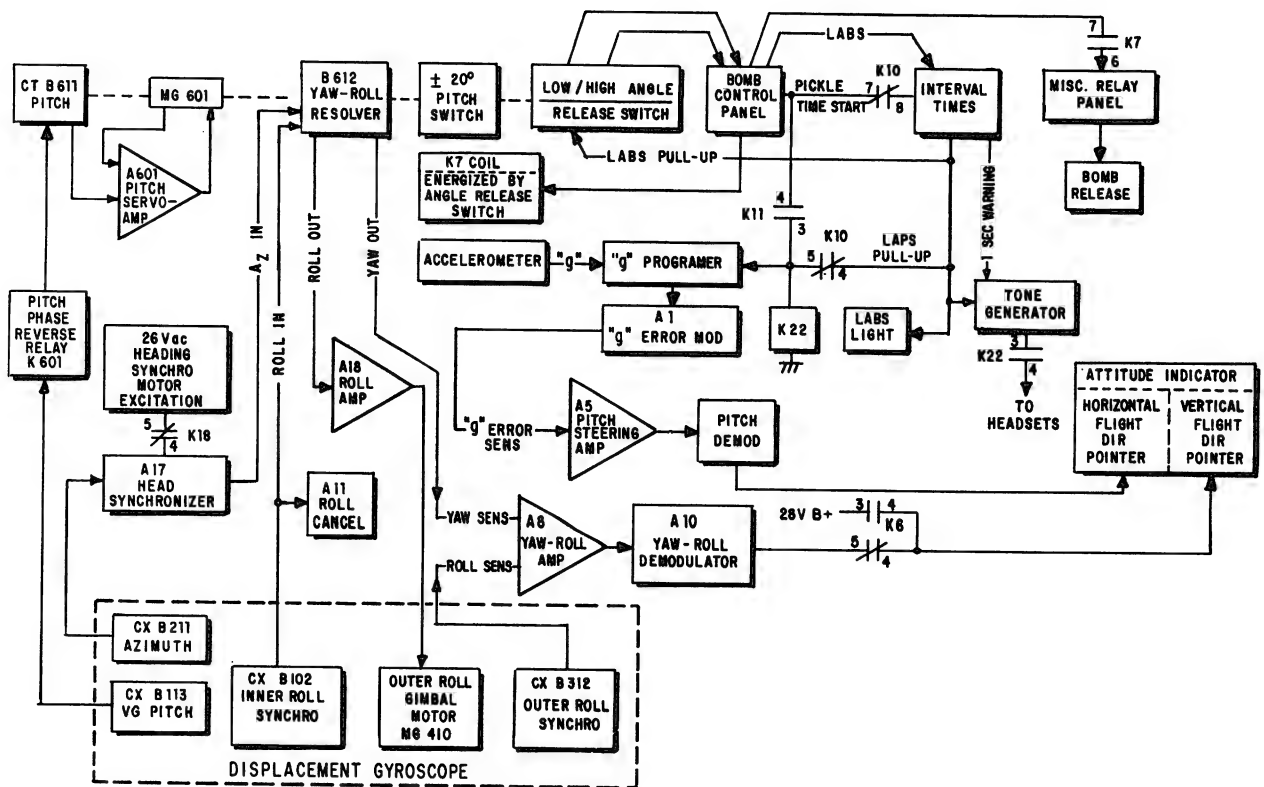 CT B611
PITCH
MG 601
A601
PITCH
SERVO-
AMP
B 612
YAW-ROLL
RESOLVER
± 20°
PITCH
SWITCH
LOW/HIGH ANGLE
RELEASE SWITCH
BOMB
CONTROL
PANEL
LABS
PICKLE
TIME START
7
K10
8
INTERVAL
TIMES
7
K7
6
MISC. RELAY
PANEL
BOMB
RELEASE
LABS PULL-UP
K7 COIL
ENERGIZED BY
ANGLE RELEASE
SWITCH
4
K11
3
1 SEC WARNING
ACCELEROMETER
"g"
"g" PROGRAMER
5
K10
4
LAPS
PULL-UP
A1
"g" ERROR MOD
K22
LABS
LIGHT
TONE
GENERATOR
3
K22
4
TO
HEADSETS
AZ IN
ROLL IN
ROLL OUT
YAW OUT
PITCH
PHASE
REVERSE
RELAY
K 601
26 Vac
HEADING
SYNCHRO
MOTOR
EXCITATION
5
K18
4
A17
HEAD
SYNCHRONIZER
A18
ROLL
AMP
A11
ROLL
CANCEL
"g" ERROR
SENS
A5
PITCH
STEERING
AMP
PITCH
DEMOD
ATTITUDE INDICATOR
HORIZONTAL
FLIGHT
DIR
POINTER
VERTICAL
FLIGHT
DIR
POINTER
YAW SENS
ROLL SENS
A8
YAW-ROLL
AMP
A10
YAW-ROLL
DEMODULATOR
28V B+
3
4
K6
5
4
CX B211
AZIMUTH
CX B113
VG PITCH
CX B102
INNER ROLL
SYNCHRO
OUTER ROLL
GIMBAL
MOTOR
MG 410
CX B312
OUTER ROLL
SYNCHRO
DISPLACEMENT GYROSCOPE